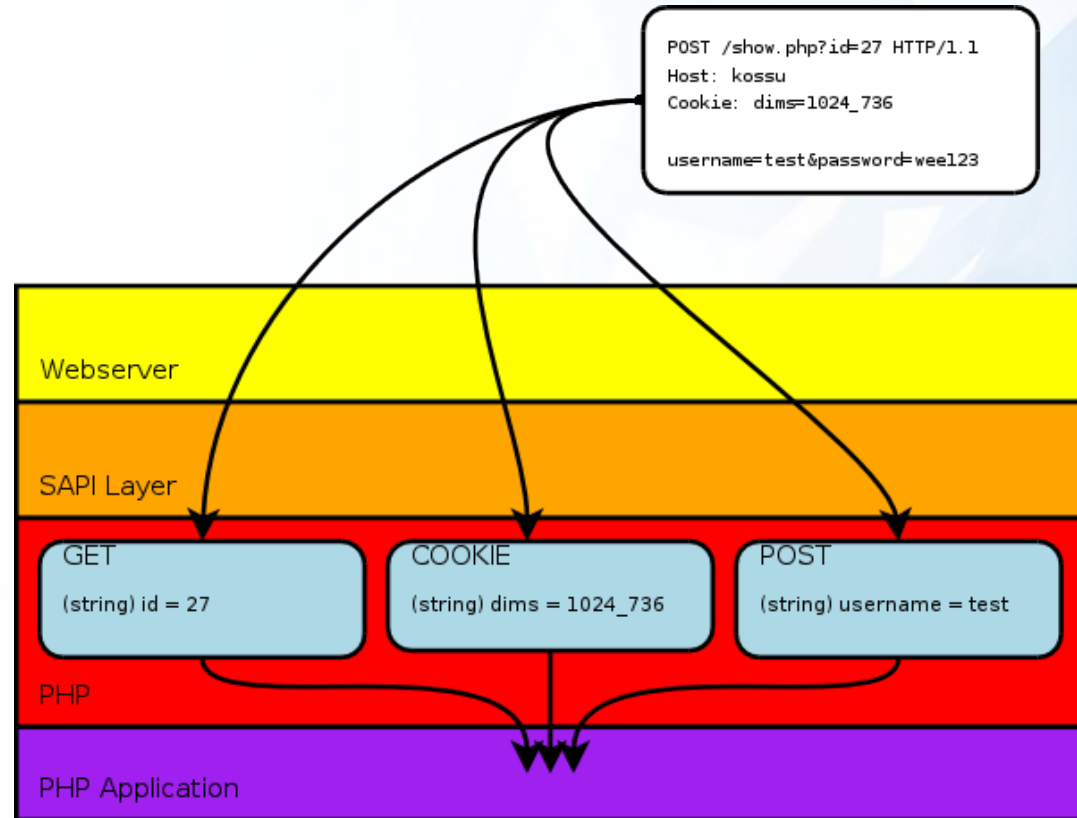 POST /show.php?id=27 HTTP/1.1
Host: kossu
Cookie: dims=1024_736
username=test&password=wee123
Webserver
SAPI Layer
GET
(string) id = 27
COOKIE
(string) dims = 1024_736
POST
(string) username = test
PHP
PHP Application